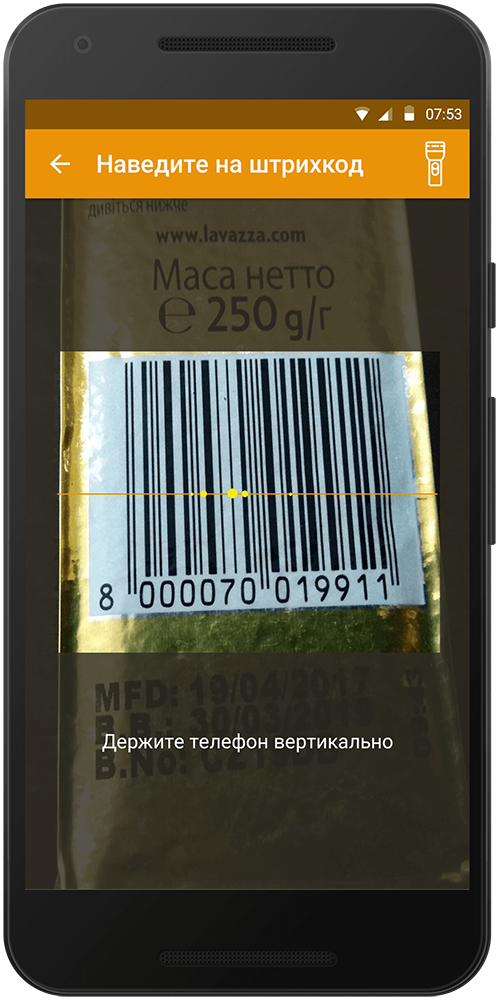 07:53
Наведите на штрихкод
дивіться нижче
www.lavazza.com
Маса нетто
℮ 250 g/г
8 000070 019911
MFD: 19/04/2017
B.B.: 30/03/2019
Держите телефон вертикально
B.No: